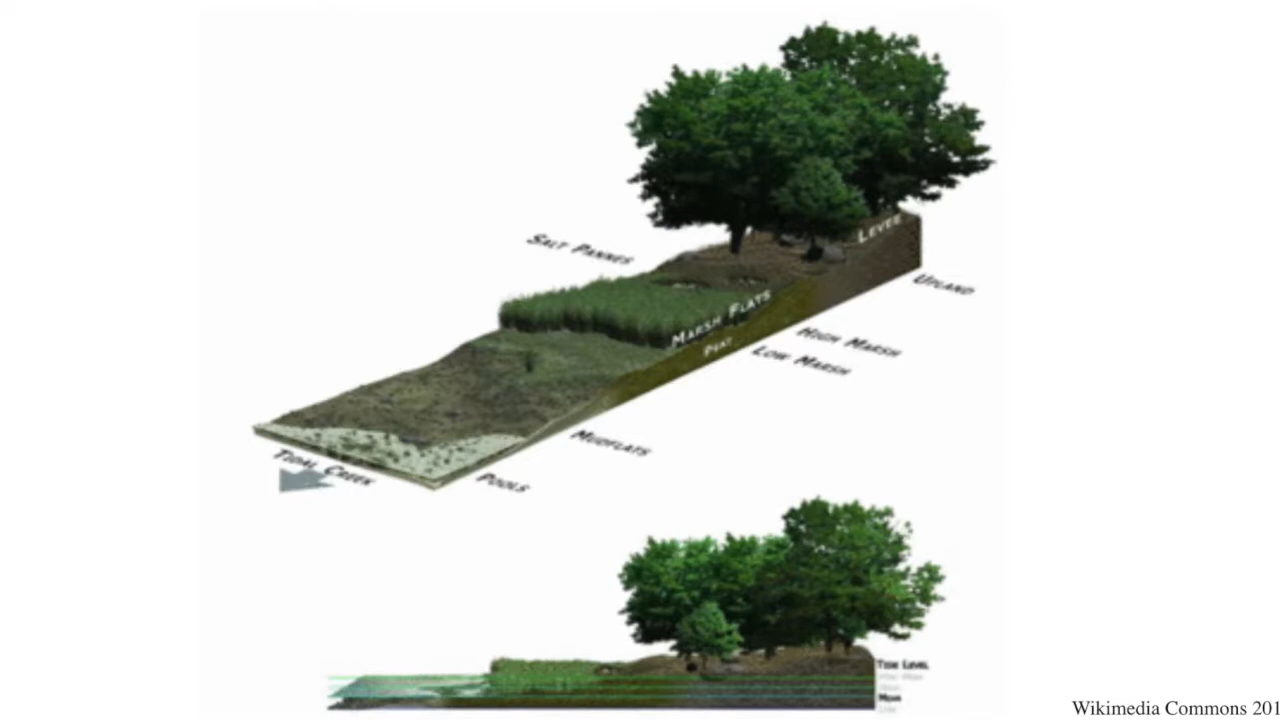 SALT PANNES
LEVEE
UPLAND
MARSH FLATS
PEAT
HIGH MARSH
LOW MARSH
MUDFLATS
TIDAL CREEK
POOLS
TIDE LEVEL
MEAN
Wikimedia Commons 201